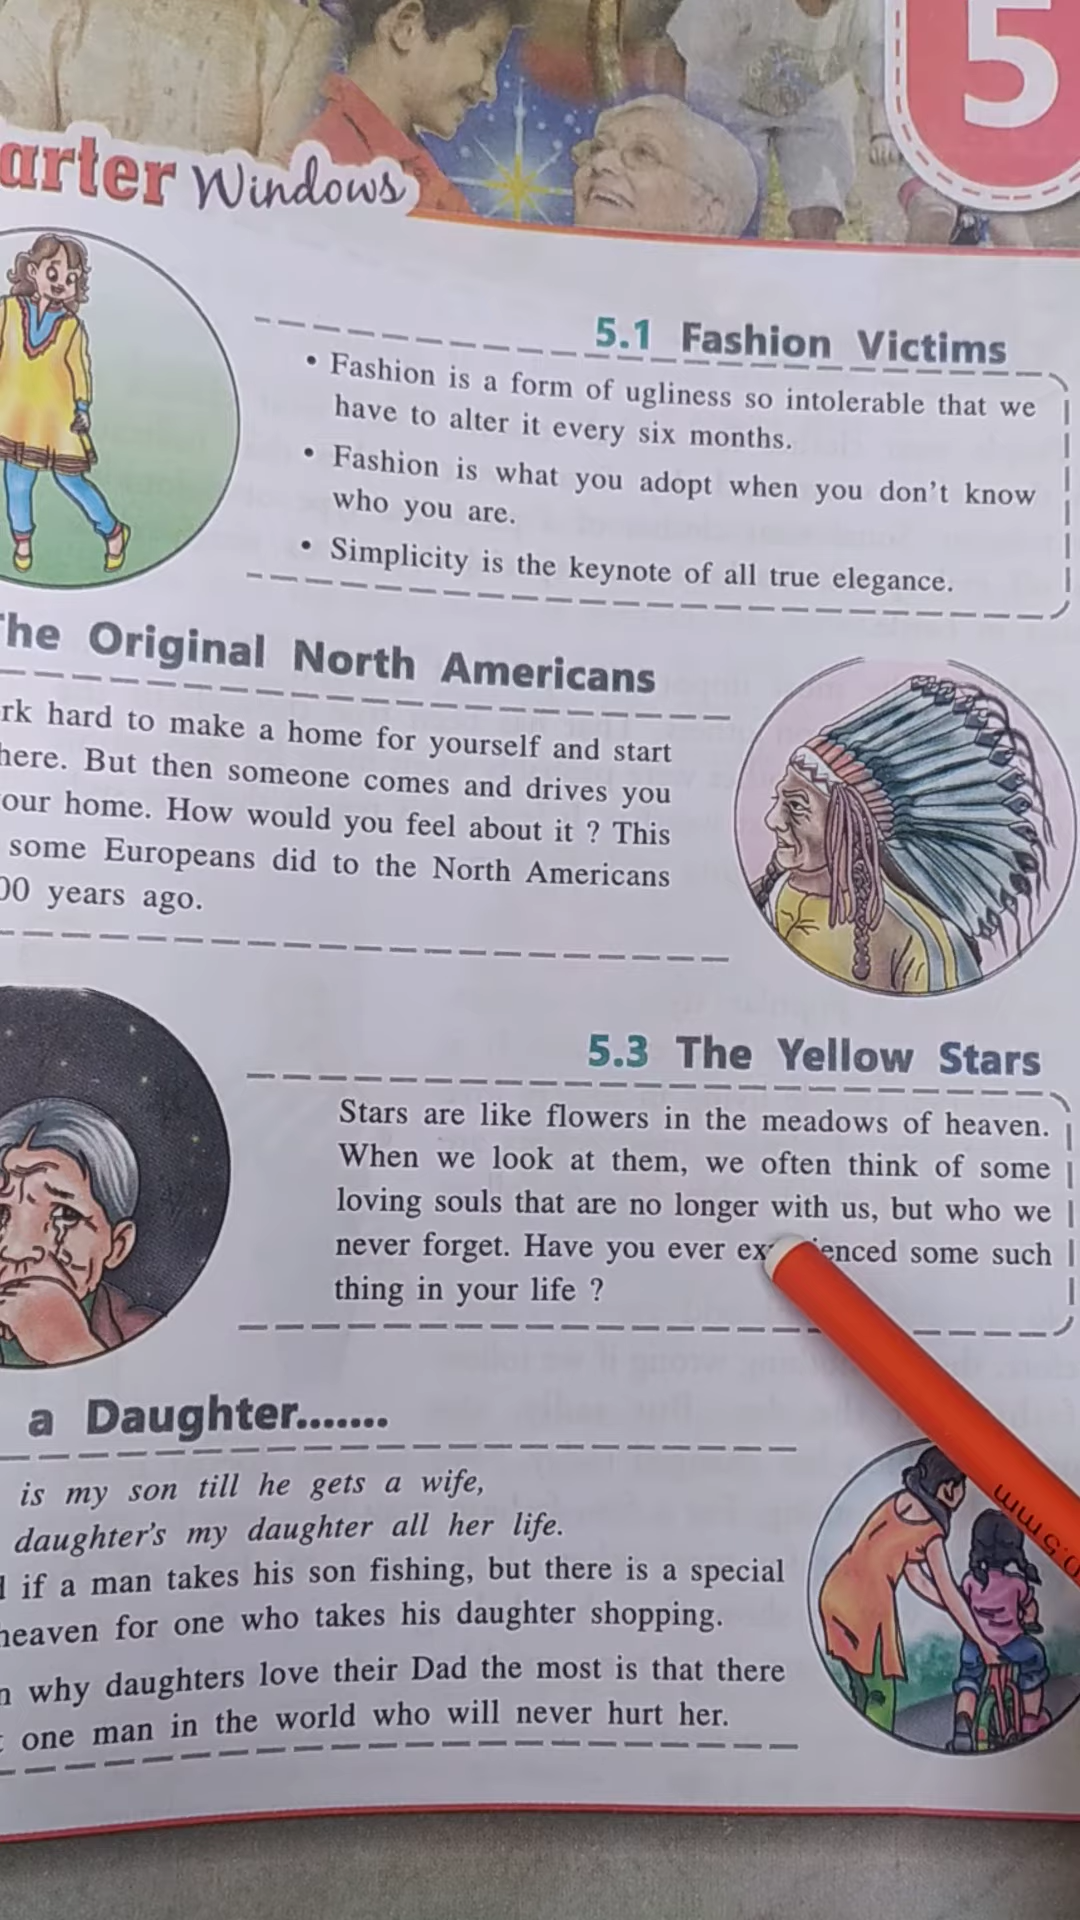 5
Windows
5.1 Fashion Victims
• Fashion is a form of ugliness so intolerable that we
have to alter it every six months.
• Fashion is what you adopt when you don't know
who you are.
• Simplicity is the keynote of all true elegance.
The Original North Americans
hard to make a home for yourself and start
But then someone comes and drives you
home. How would you feel about it ? This
some Europeans did to the North Americans
years ago.
5.3 The Yellow Stars
Stars are like flowers in the meadows of heaven.
When we look at them, we often think of some
loving souls that are no longer with us, but who we
never forget. Have you ever some such
thing in your life ?
a Daughter.......
is my son till he gets a wife,
daughter's my daughter all her life.
if a man takes his son fishing, but there is a special
heaven for one who takes his daughter shopping.
why daughters love their Dad the most is that there
one man in the world who will never hurt her.
0.5mm